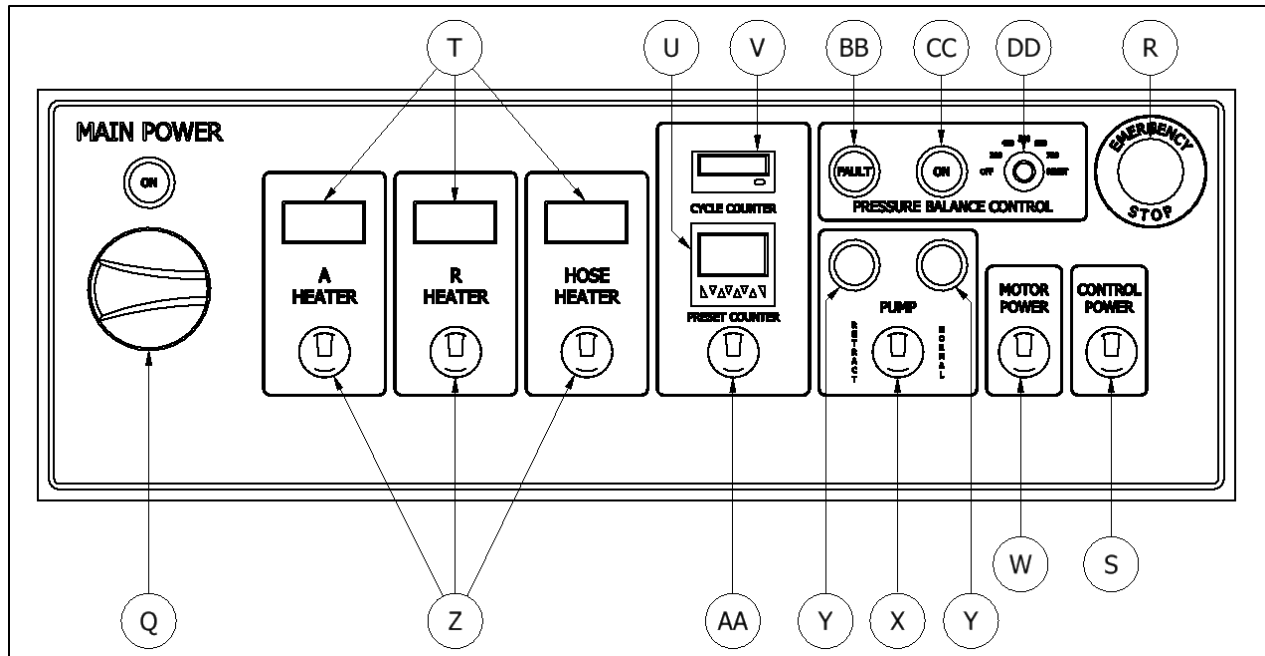 T
U
V
BB
CC
DD
R
MAIN POWER
ON
A
HEATER
R
HEATER
HOSE
HEATER
CYCLE COUNTER
PRESET COUNTER
FAULT
ON
OFF
RESET
PRESSURE BALANCE CONTROL
EMERGENCY
STOP
PUMP
RETRACT
NORMAL
MOTOR
POWER
CONTROL
POWER
Q
Z
AA
Y
X
Y
W
S